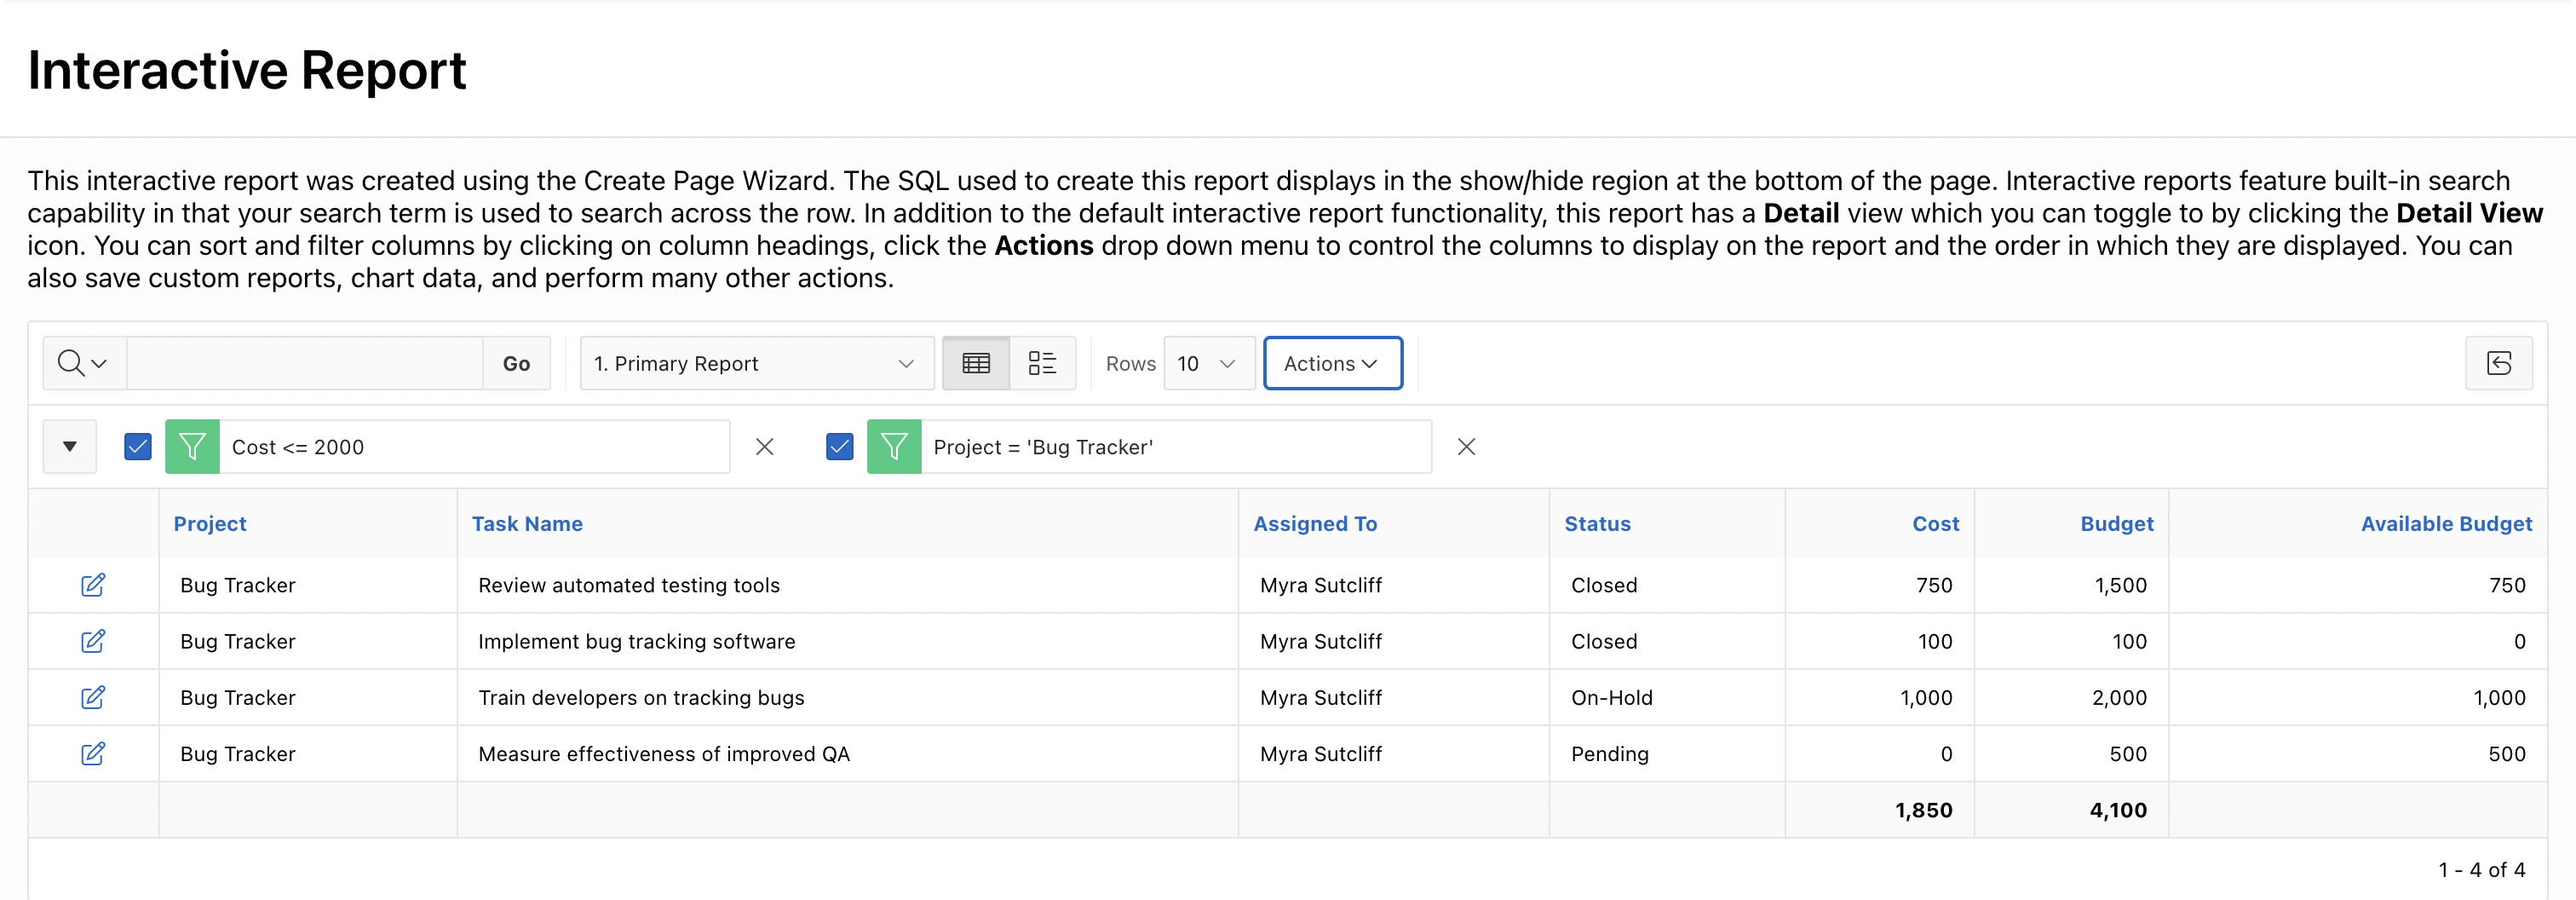 Interactive Report
This interactive report was created using the Create Page Wizard. The SQL used to create this report displays in the show/hide region at the bottom of the page. Interactive reports feature built-in search
capability in that your search term is used to search across the row. In addition to the default interactive report functionality, this report has a Detail view which you can toggle to by clicking the Detail View
icon. You can sort and filter columns by clicking on column headings, click the Actions drop down menu to control the columns to display on the report and the order in which they are displayed. You can
also save custom reports, chart data, and perform many other actions.
Go 1. Primary Report Rows 10 Actions
Cost <= 2000 Project = 'Bug Tracker'
Project Task Name Assigned To Status Cost Budget Available Budget
Bug Tracker Review automated testing tools Myra Sutcliff Closed 750 1,500 750
Bug Tracker Implement bug tracking software Myra Sutcliff Closed 100 100 0
Bug Tracker Train developers on tracking bugs Myra Sutcliff On-Hold 1,000 2,000 1,000
Bug Tracker Measure effectiveness of improved QA Myra Sutcliff Pending 0 500 500
1,850 4,100
1 - 4 of 4